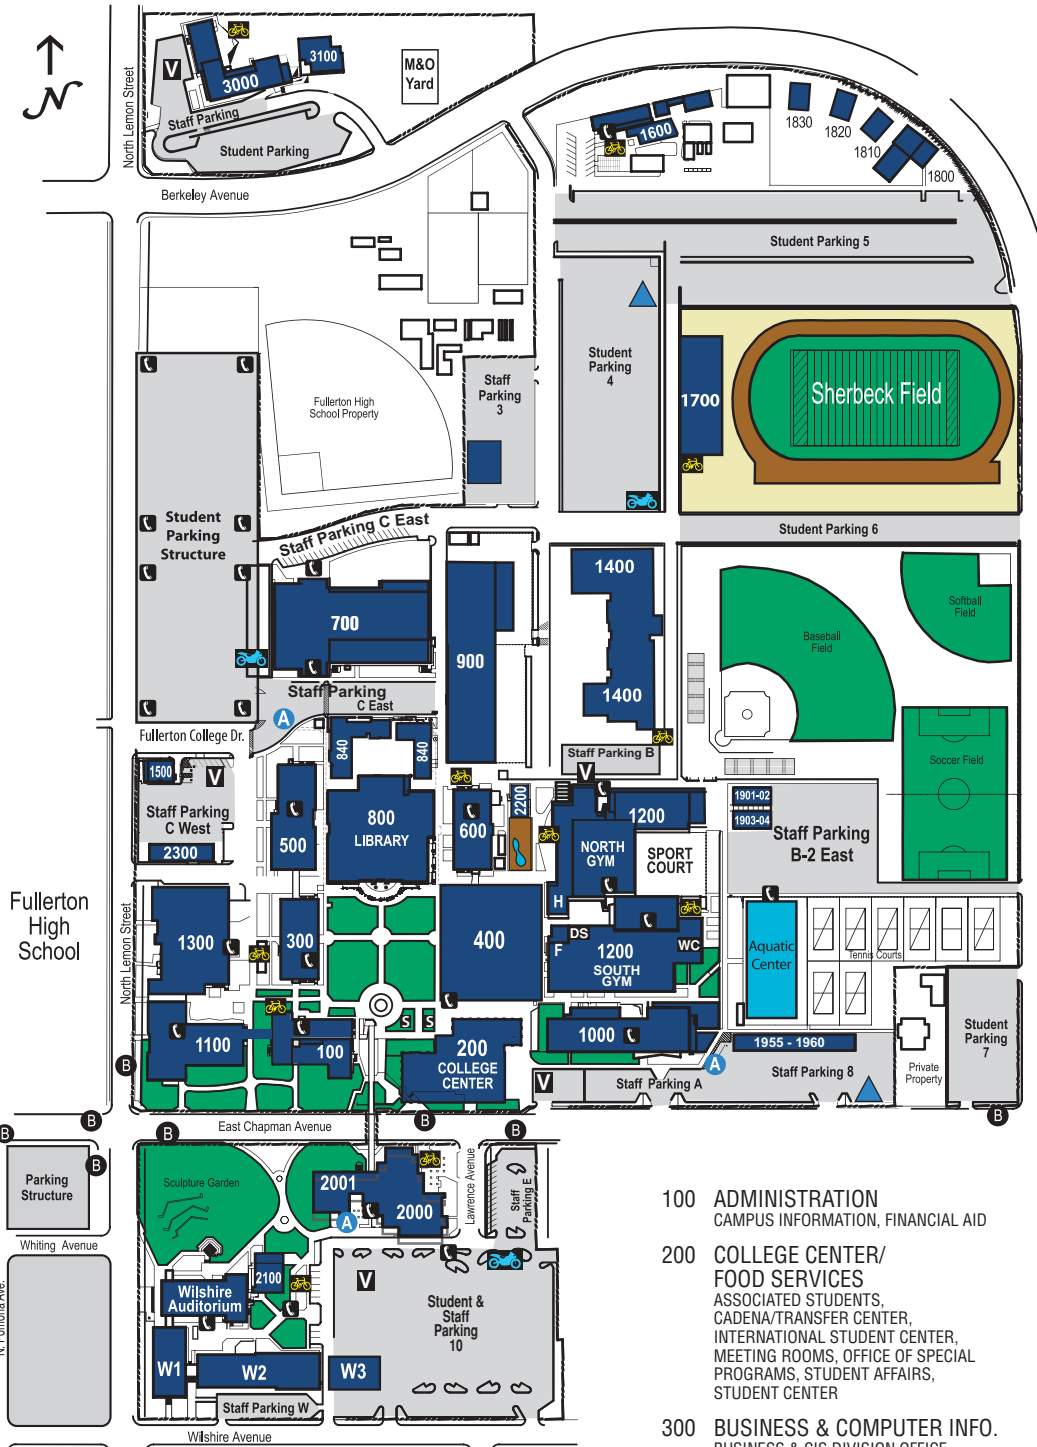 N
North Lemon Street
V
3000
3100
M&O
Yard
Staff Parking
Student Parking
Berkeley Avenue
1600
1830
1820
1810
1800
Student Parking 5
Student
Parking
4
Staff
Parking
3
Fullerton High
School Property
1700
Sherbeck Field
Student Parking 6
Student
Parking
Structure
Staff Parking C East
700
900
1400
1400
Baseball
Field
Softball
Field
Soccer Field
Staff Parking
C East
A
Fullerton College Dr.
840
840
Staff Parking B
V
1500
V
Staff Parking
C West
2300
500
800
LIBRARY
600
2200
1200
NORTH
GYM
SPORT
COURT
1901-02
1903-04
Staff Parking
B-2 East
Fullerton
High
School
North Lemon Street
1300
300
400
H
DS
F
1200
SOUTH
GYM
WC
Aquatic
Center
Tennis Courts
1100
100
S
S
200
COLLEGE
CENTER
1000
A
1955 - 1960
Student
Parking
7
Private
Property
V
Staff Parking A
Staff Parking 8
B
B
B
B
B
B
B
B
East Chapman Avenue
Parking
Structure
Whiting Avenue
N. Pomona Ave.
Sculpture Garden
2001
2000
A
Lawrence Avenue
Staff
Parking E
2100
Wilshire
Auditorium
V
Student &
Staff
Parking
10
W1
W2
W3
Staff Parking W
Wilshire Avenue
100 ADMINISTRATION
CAMPUS INFORMATION, FINANCIAL AID
200 COLLEGE CENTER/
FOOD SERVICES
ASSOCIATED STUDENTS,
CADENA/TRANSFER CENTER,
INTERNATIONAL STUDENT CENTER,
MEETING ROOMS, OFFICE OF SPECIAL
PROGRAMS, STUDENT AFFAIRS,
STUDENT CENTER
300 BUSINESS & COMPUTER INFO.
BUSINESS & CIS DIVISION OFFICE